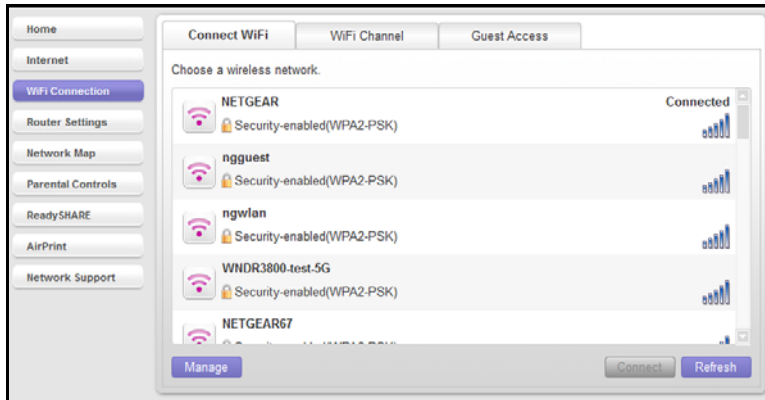 Home
Internet
WiFi Connection
Router Settings
Network Map
Parental Controls
ReadySHARE
AirPrint
Network Support
Connect WiFi
WiFi Channel
Guest Access
Choose a wireless network.
NETGEAR
Connected
Security-enabled(WPA2-PSK)
ngguest
Security-enabled(WPA2-PSK)
ngwlan
Security-enabled(WPA2-PSK)
WNDR3800-test-5G
Security-enabled(WPA2-PSK)
NETGEAR67
Manage
Connect
Refresh